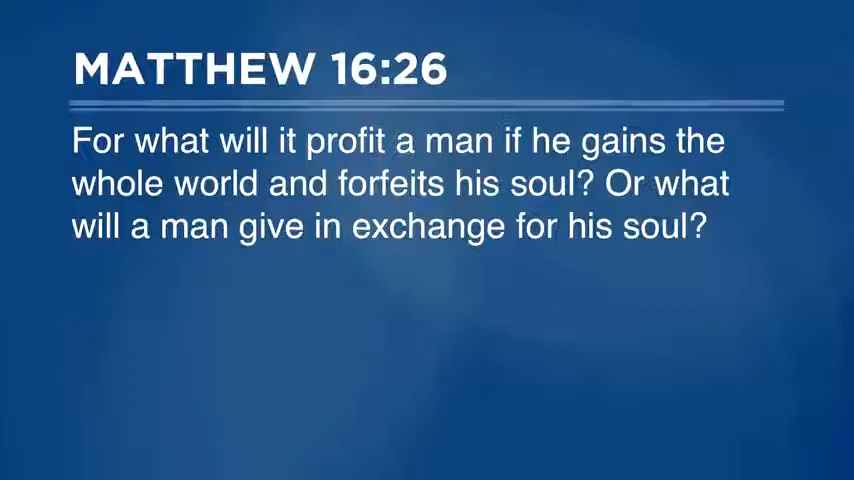 MATTHEW 16:26
For what will it profit a man if he gains the
whole world and forfeits his soul? Or what
will a man give in exchange for his soul?